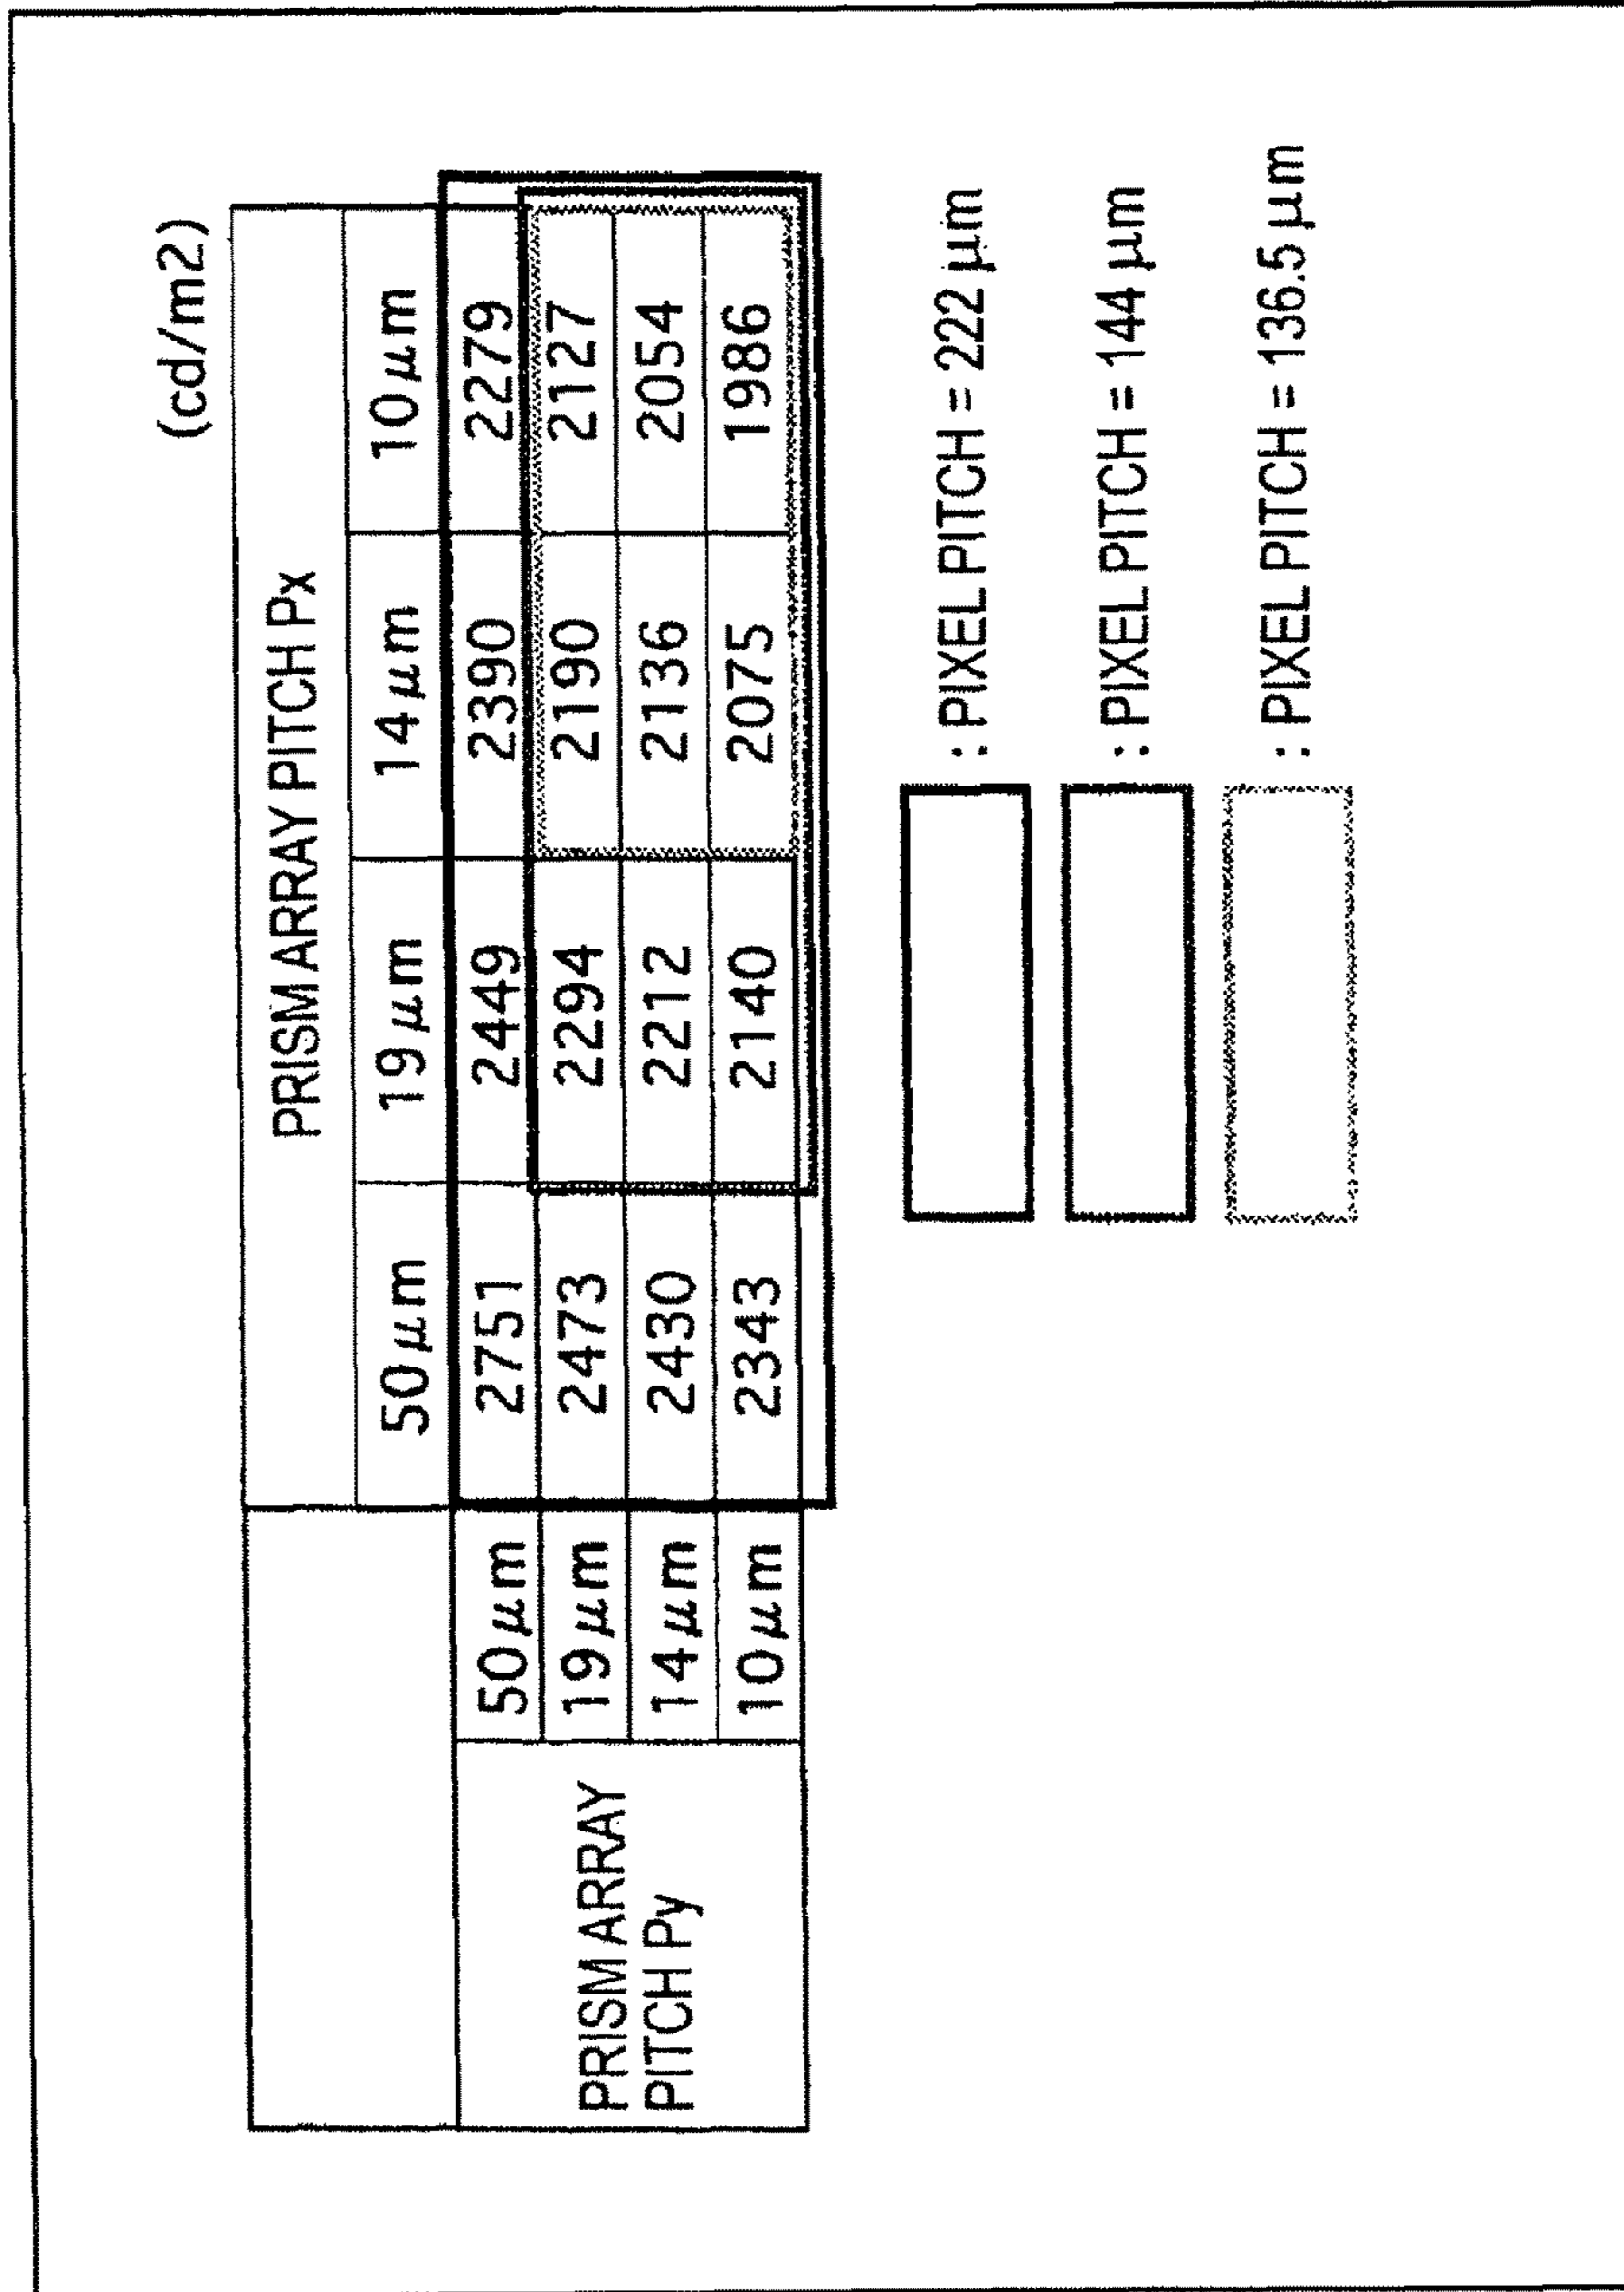 (cd/m2)
PRISM ARRAY PITCH Px
50μm 19μm 14μm 10μm
PRISM ARRAY
PITCH Py
50μm 2751 2449 2390 2279
19μm 2473 2294 2190 2127
14μm 2430 2212 2136 2054
10μm 2343 2140 2075 1986
: PIXEL PITCH = 222 μm
: PIXEL PITCH = 144 μm
: PIXEL PITCH = 136.5 μm